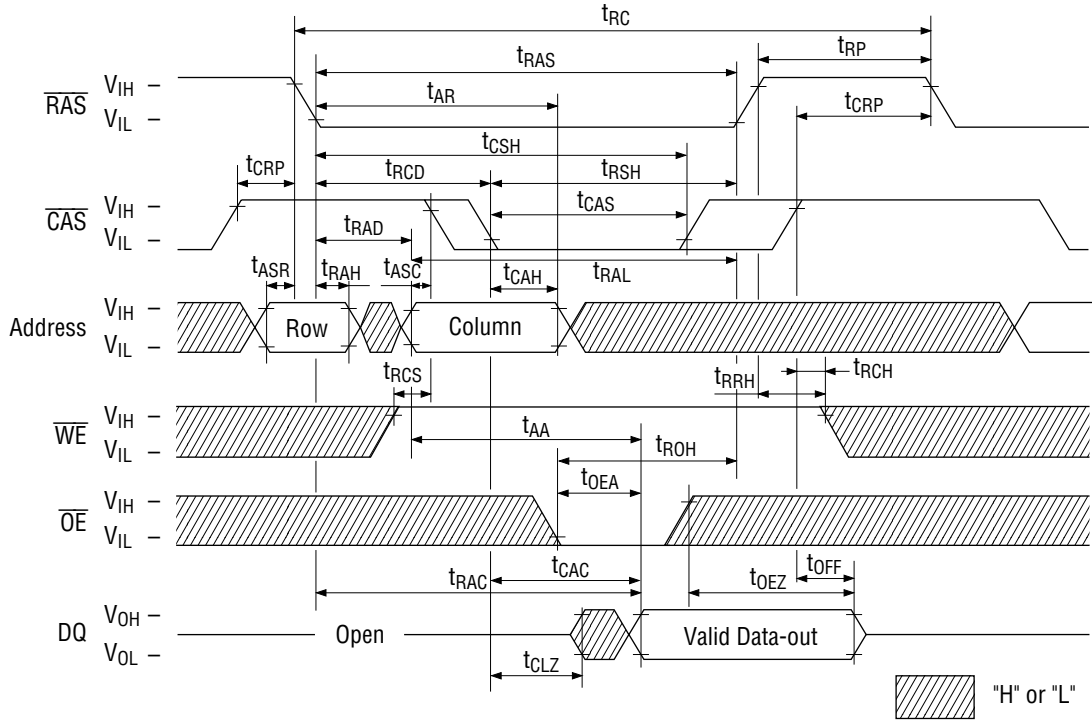 tRC
tRP
tRAS
RAS
VIH
VIL
tAR
tCRP
tCSH
tCRP
tRCD
tRSH
CAS
VIH
VIL
tCAS
tRAD
tRAL
tASR
tRAH
tASC
tCAH
Address
VIH
VIL
Row
Column
tRCS
tRRH
tRCH
WE
VIH
VIL
tAA
tROH
tOEA
OE
VIH
VIL
tCAC
tRAC
tOEZ
tOFF
DQ
VOH
VOL
Open
Valid Data-out
tCLZ
"H" or "L"